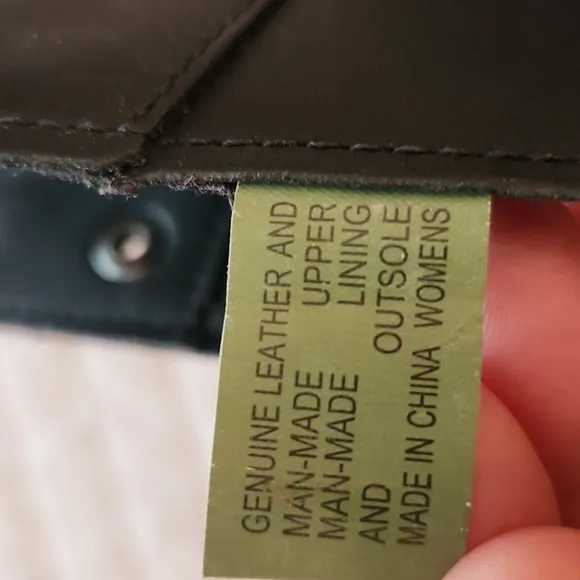 GENUINE LEATHER AND
MAN-MADE UPPER
MAN-MADE LINING
AND OUTSOLE
MADE IN CHINA WOMENS